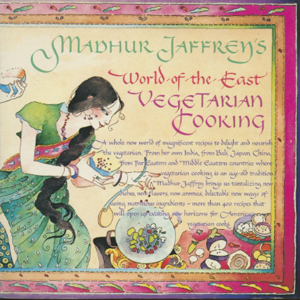 MADHUR JAFFREY'S
World-of-the-East
VEGETARIAN
COOKING
A whole new world of magnificent recipes to delight and nourish
the vegetarian. From her own India, from Bali, Japan, China,
from Far Eastern and Middle Eastern countries where
vegetarian cooking is an age-old tradition
Madhur Jaffrey brings us tantalizing new
dishes, new flavors, new aromas, delectable new ways of
using nutritious ingredients – more than 400 recipes that
will open up exciting new horizons for American
vegetarian cooks.